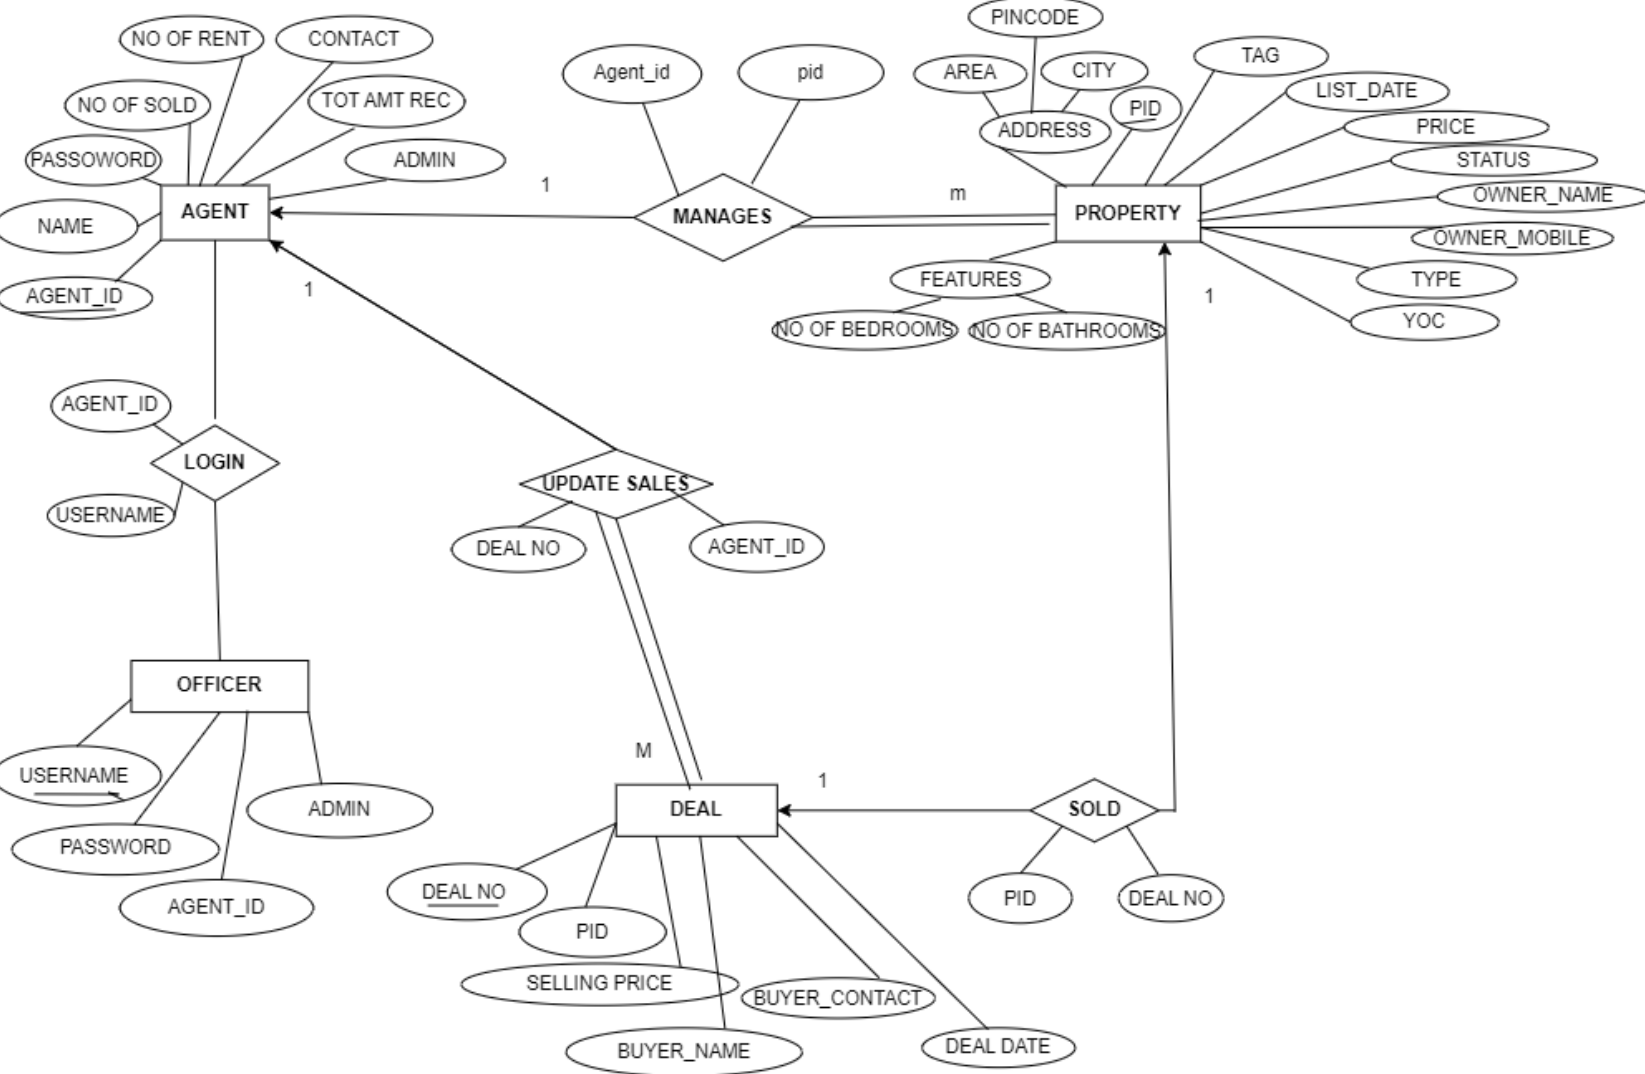 PINCODE
NO OF RENT
CONTACT
TAG
Agent_id
pid
AREA
CITY
LIST_DATE
NO OF SOLD
TOT AMT REC
PID
ADDRESS
PRICE
PASSOWORD
ADMIN
STATUS
1
m
OWNER_NAME
AGENT
MANAGES
PROPERTY
NAME
OWNER_MOBILE
FEATURES
TYPE
AGENT_ID
1
1
NO OF BEDROOMS
NO OF BATHROOMS
YOC
AGENT_ID
LOGIN
UPDATE SALES
USERNAME
DEAL NO
AGENT_ID
OFFICER
M
USERNAME
1
ADMIN
DEAL
SOLD
PASSWORD
DEAL NO
PID
DEAL NO
AGENT_ID
PID
SELLING PRICE
BUYER_CONTACT
BUYER_NAME
DEAL DATE